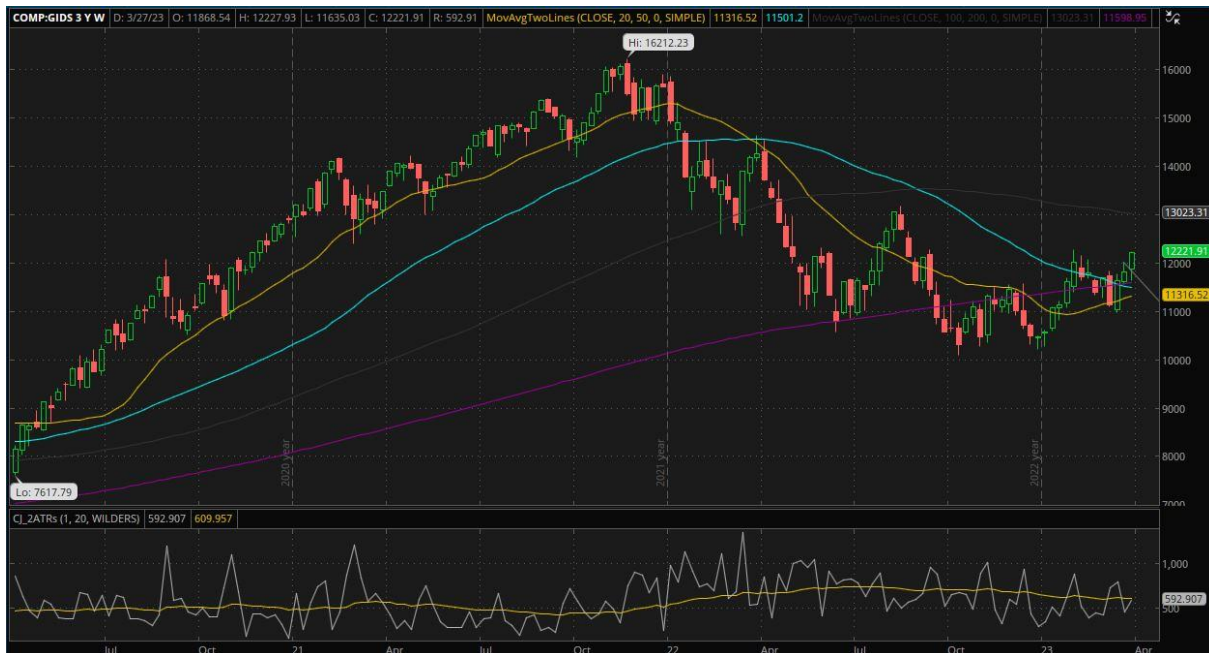 COMP:GIDS 3 Y W D: 3/27/23 O: 11868.54 H: 12227.93 L: 11635.03 C: 12221.91 R: 592.91 MovAvgTwoLines (CLOSE, 20, 50, 0, SIMPLE) 11316.52 11501.2 MovAvgTwoLines (CLOSE, 100, 200, 0, SIMPLE) 13023.31 11598.95
Hi: 16212.23
16000
15000
14000
13023.31
13000
12221.91
12000
11316.52
11000
10000
9000
2020 year 2021 year 2022 year
8000
Lo: 7617.79
7000
CJ_2ATRs (1, 20, WILDERS) 592.907 609.957
1,000
592.907
500
Jul Oct 21 Apr Jul Oct 22 Apr Jul Oct 23 Apr